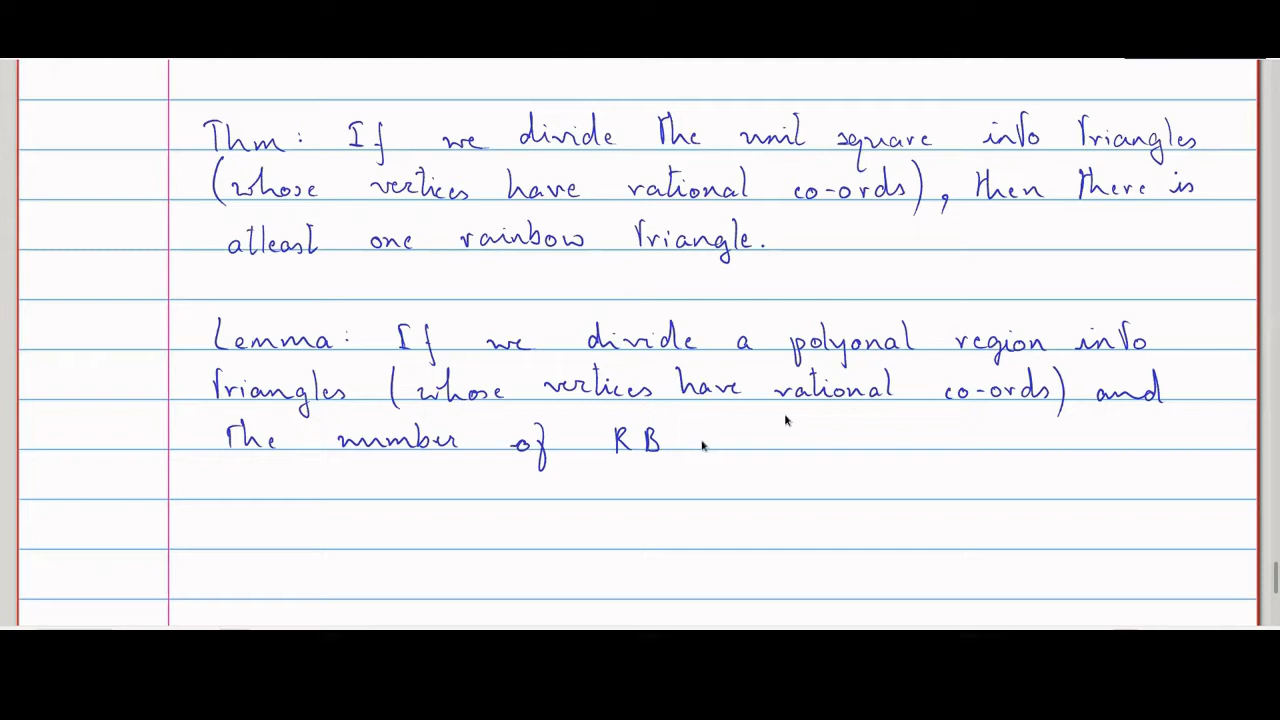 Thm: If we divide the unit square into triangles
(whose vertices have rational co-ords), then there is
atleast one rainbow triangle.
Lemma: If we divide a polyonal region into
triangles (whose vertices have rational co-ords) and
the number of RB